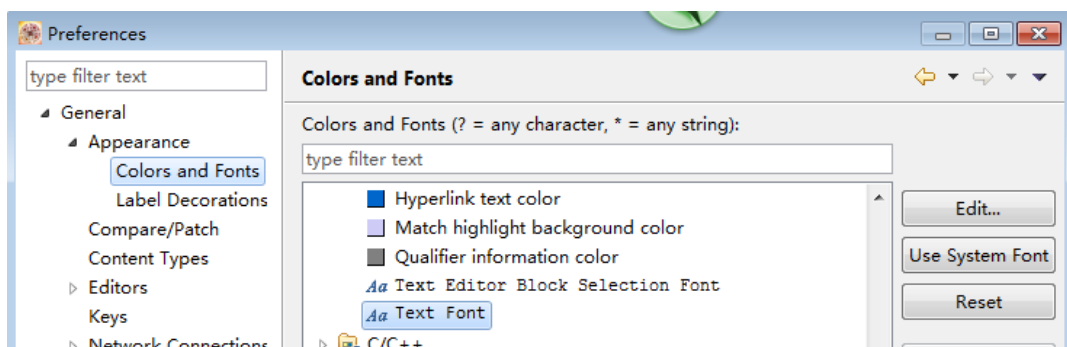 Preferences
type filter text
General
Appearance
Colors and Fonts
Label Decorations
Compare/Patch
Content Types
Editors
Keys
Network Connections
Colors and Fonts
Colors and Fonts (? = any character, * = any string):
type filter text
Hyperlink text color
Match highlight background color
Qualifier information color
Aa Text Editor Block Selection Font
Aa Text Font
C/C++
Edit...
Use System Font
Reset